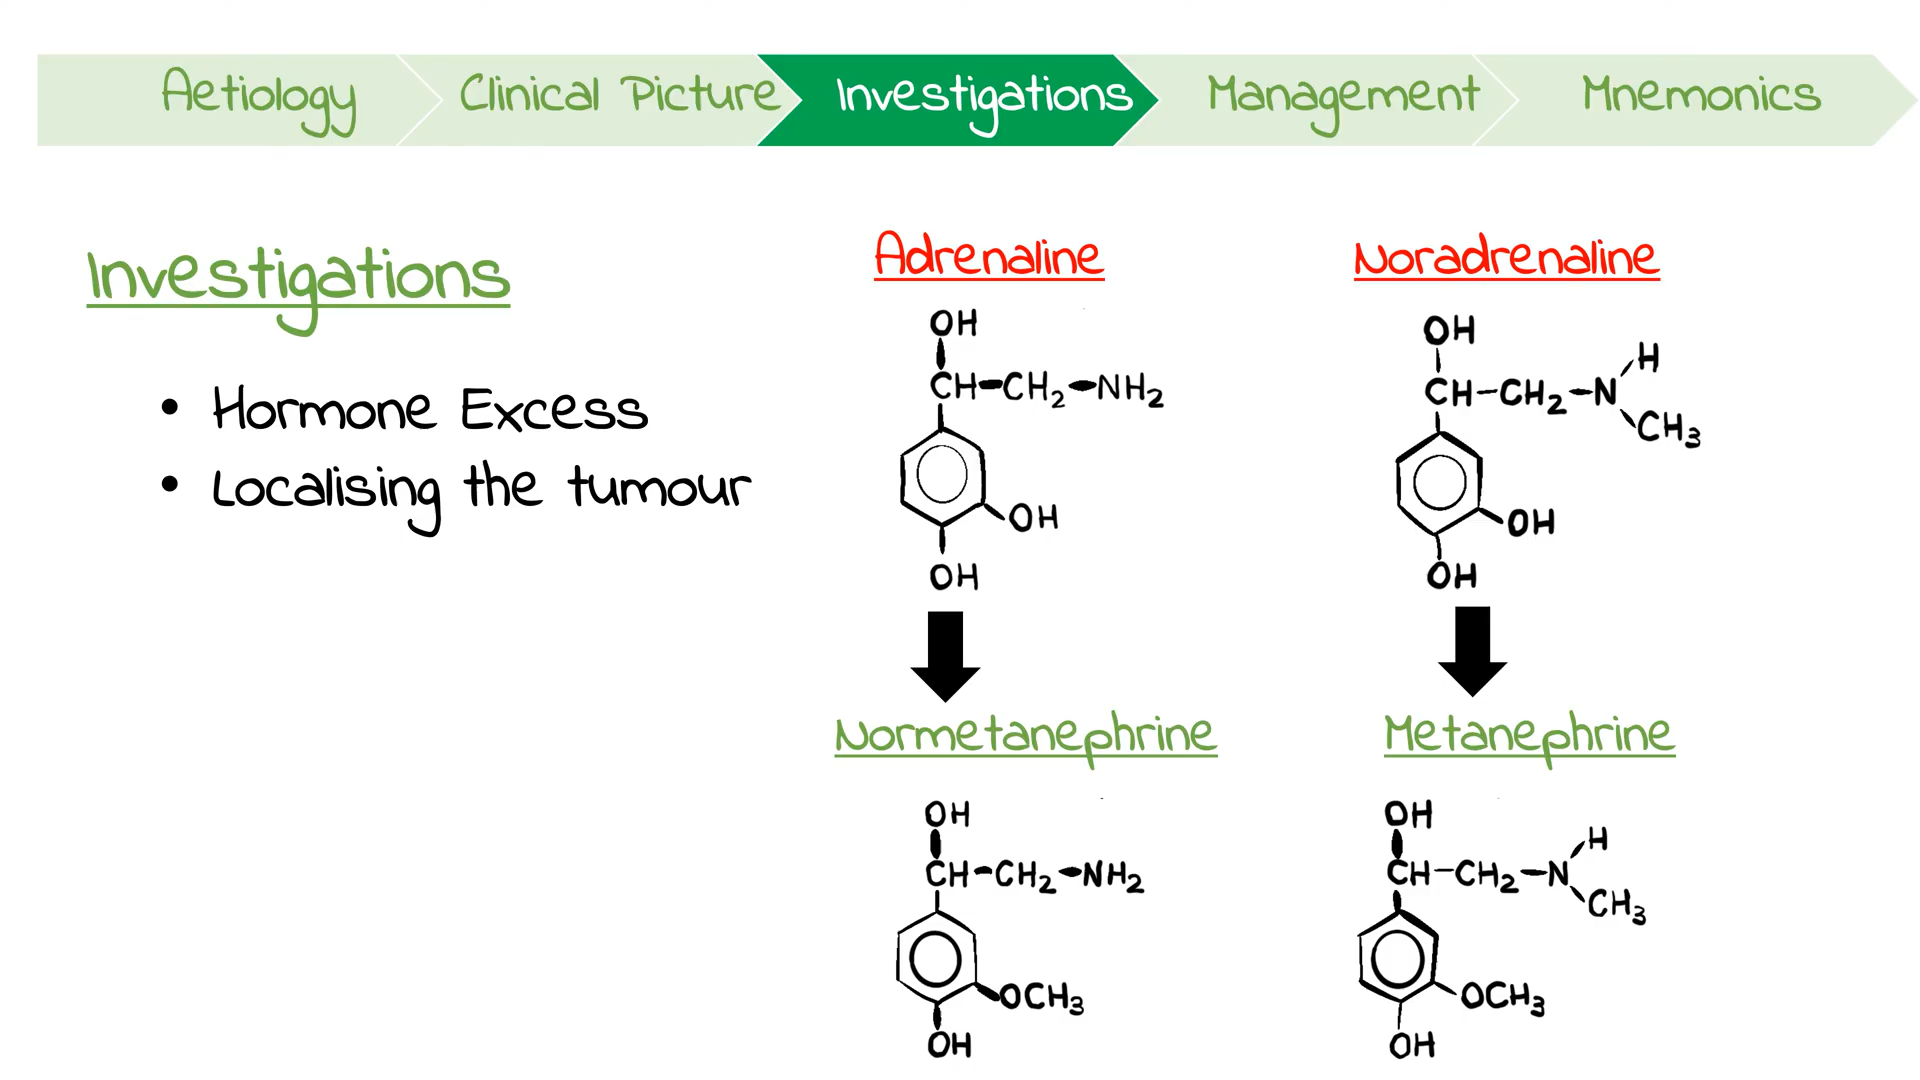 Aetiology
Clinical Picture
Investigations
Management
Mnemonics
Investigations
• Hormone Excess
• Localising the tumour
Adrenaline
OH
CH-CH₂-NH₂
OH
OH
Normetanephrine
OH
CH-CH₂-NH₂
OCH₃
OH
Noradrenaline
OH
H
CH-CH₂-N
CH₃
OH
OH
Metanephrine
OH
H
CH-CH₂-N
CH₃
OCH₃
OH